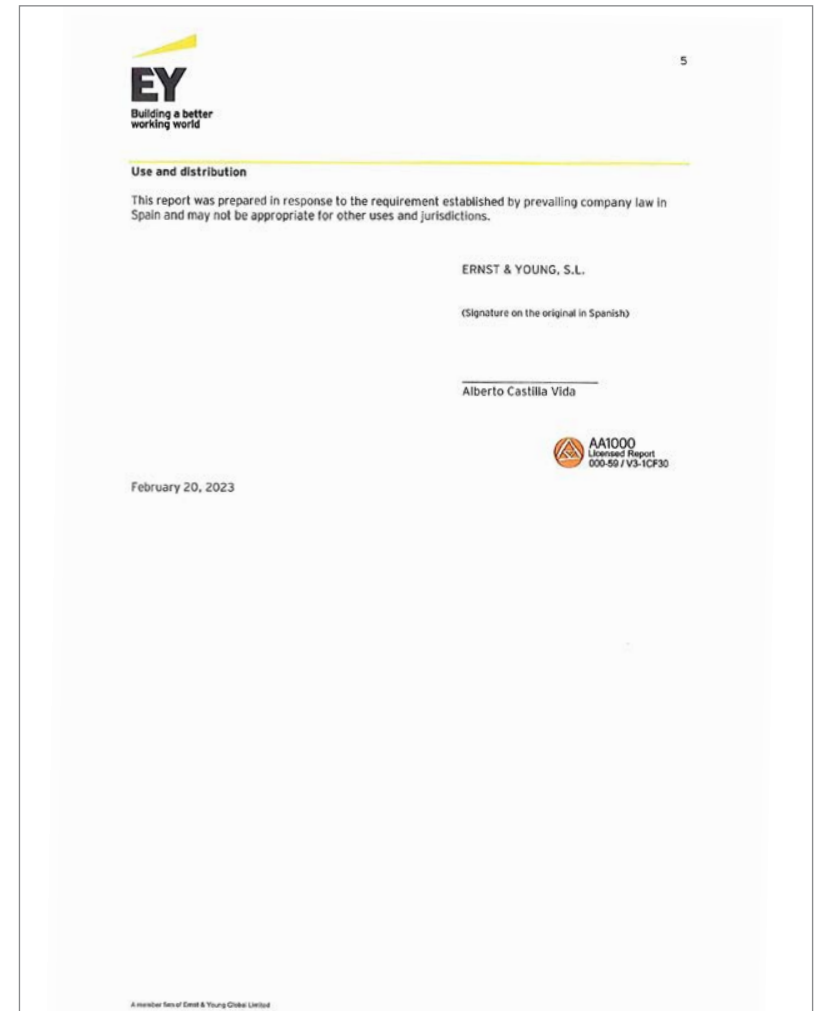 5
EY
Building a better
working world
Use and distribution
This report was prepared in response to the requirement established by prevailing company law in
Spain and may not be appropriate for other uses and jurisdictions.
ERNST & YOUNG, S.L.
(Signature on the original in Spanish)
Alberto Castilla Vida
AA1000
Licensed Report
000-59 / V3-1CF30
February 20, 2023
A member firm of Ernst & Young Global Limited